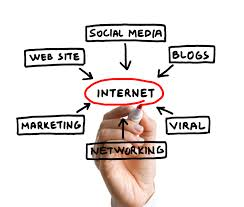 SOCIAL MEDIA
WEB SITE
BLOGS
INTERNET
MARKETING
VIRAL
NETWORKING